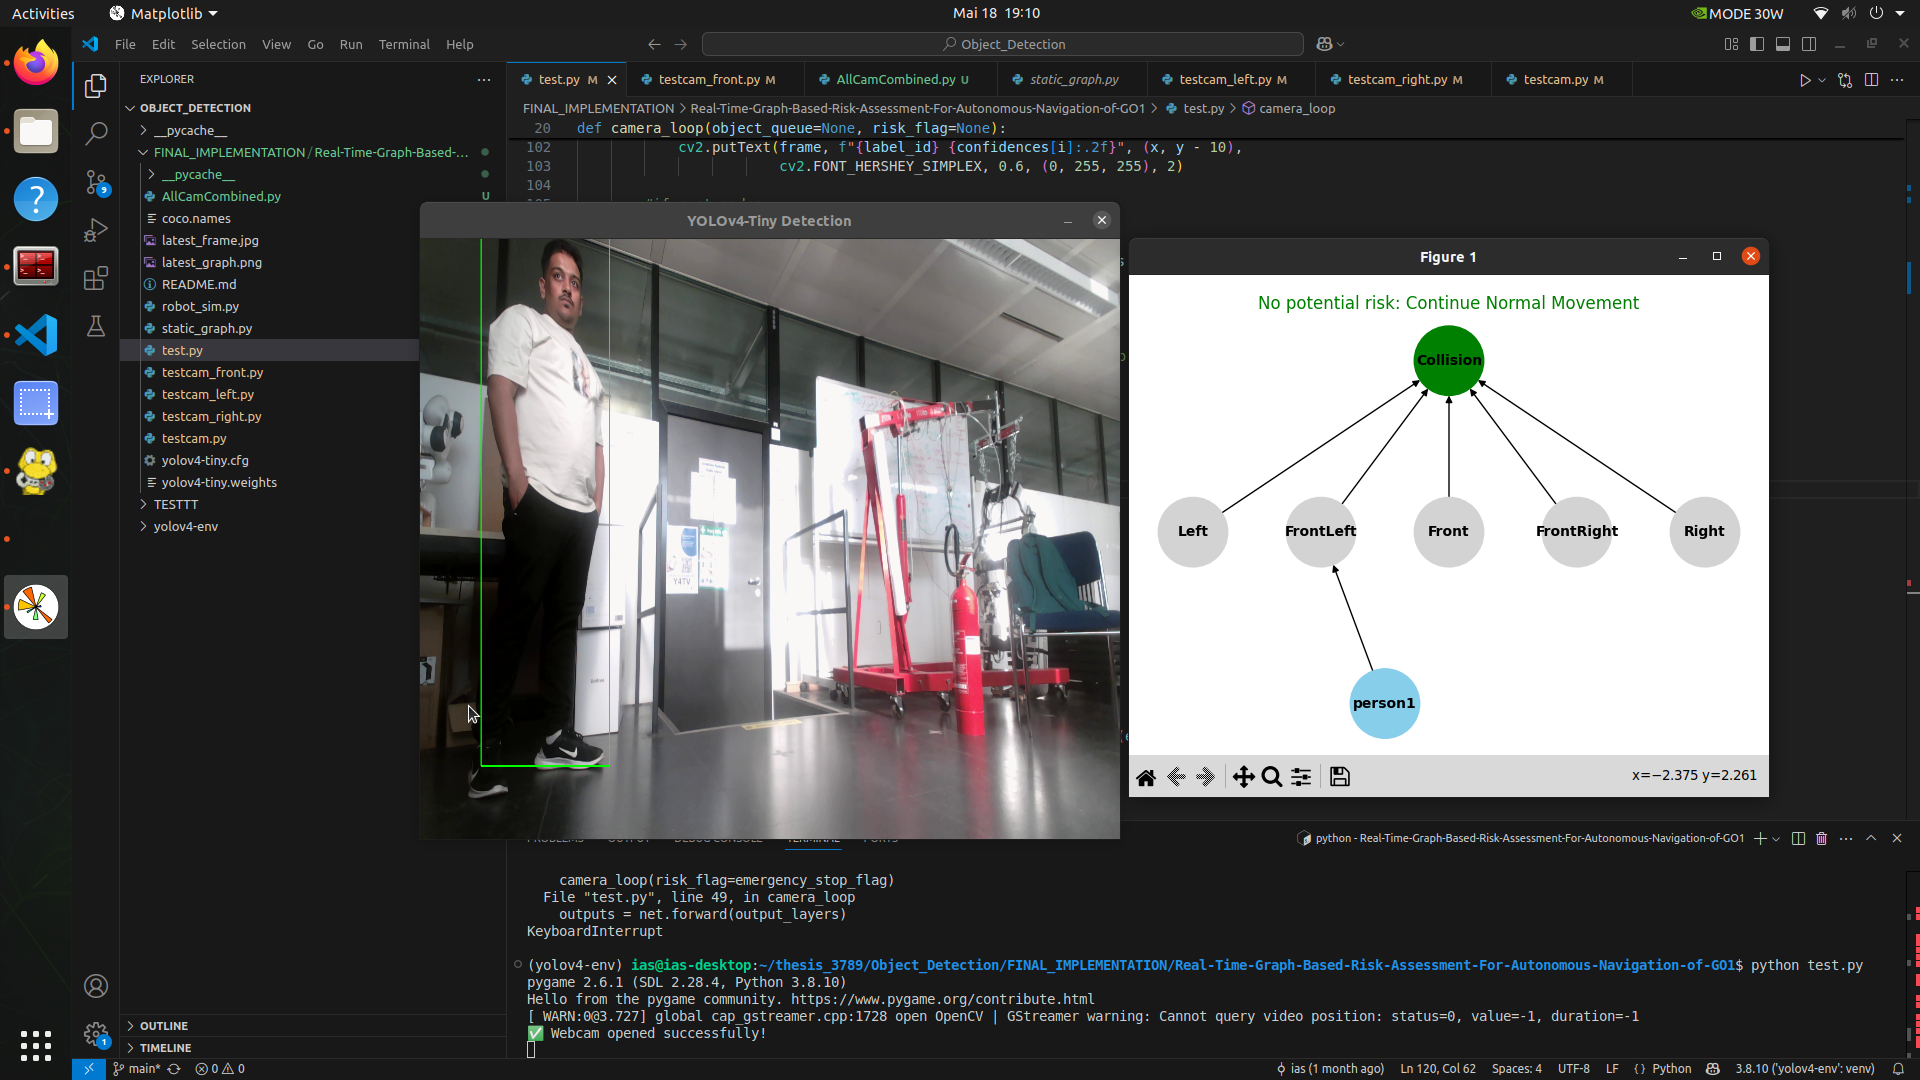 Activities
Matplotlib
Mai 18 19:10
MODE 30W
File Edit Selection View Go Run Terminal Help
Object_Detection
EXPLORER
OBJECT_DETECTION
__pycache__
FINAL_IMPLEMENTATION / Real-Time-Graph-Based-...
__pycache__
AllCamCombined.py U
coco.names
latest_frame.jpg
latest_graph.png
README.md
robot_sim.py
static_graph.py
test.py
testcam_front.py
testcam_left.py
testcam_right.py
testcam.py
yolov4-tiny.cfg
yolov4-tiny.weights
TESTTT
yolov4-env
OUTLINE
TIMELINE
9
1
test.py M
testcam_front.py M
AllCamCombined.py U
static_graph.py
testcam_left.py M
testcam_right.py M
testcam.py M
FINAL_IMPLEMENTATION > Real-Time-Graph-Based-Risk-Assessment-For-Autonomous-Navigation-of-GO1 > test.py > camera_loop
20 def camera_loop(object_queue=None, risk_flag=None):
102 cv2.putText(frame, f"{label_id} {confidences[i]:.2f}", (x, y - 10),
103 cv2.FONT_HERSHEY_SIMPLEX, 0.6, (0, 255, 255), 2)
104
YOLOv4-Tiny Detection
Y4TV
Figure 1
No potential risk: Continue Normal Movement
Collision
Left
FrontLeft
Front
FrontRight
Right
person1
x=−2.375 y=2.261
PROBLEMS OUTPUT DEBUG CONSOLE TERMINAL PORTS
python - Real-Time-Graph-Based-Risk-Assessment-For-Autonomous-Navigation-of-GO1
camera_loop(risk_flag=emergency_stop_flag)
File "test.py", line 49, in camera_loop
outputs = net.forward(output_layers)
KeyboardInterrupt
(yolov4-env) ias@ias-desktop:~/thesis_3789/Object_Detection/FINAL_IMPLEMENTATION/Real-Time-Graph-Based-Risk-Assessment-For-Autonomous-Navigation-of-GO1$ python test.py
pygame 2.6.1 (SDL 2.28.4, Python 3.8.10)
Hello from the pygame community. https://www.pygame.org/contribute.html
[ WARN:0@3.727] global cap_gstreamer.cpp:1728 open OpenCV | GStreamer warning: Cannot query video position: status=0, value=-1, duration=-1
✅ Webcam opened successfully!
main* 0 0
ias (1 month ago)
Ln 120, Col 62
Spaces: 4
UTF-8
LF
{ } Python
3.8.10 ('yolov4-env': venv)